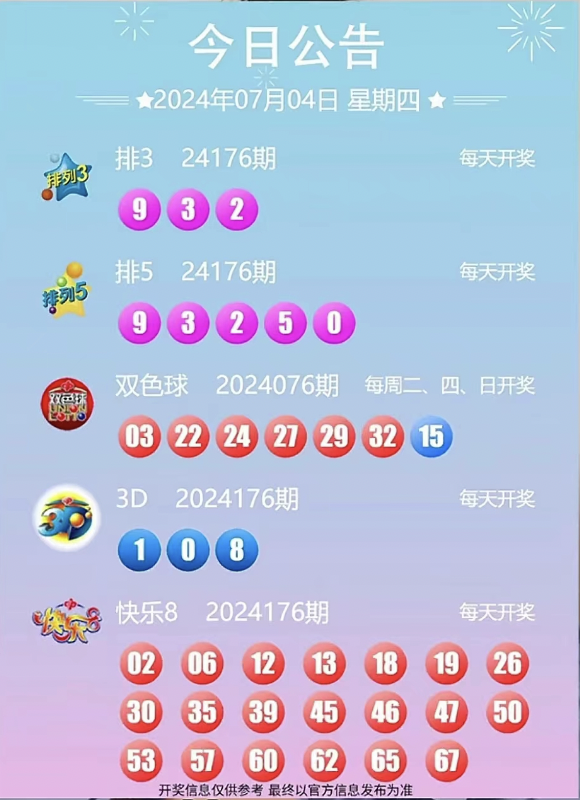 今日公告
★2024年07月04日 星期四★
排列3
排3 24176期 每天开奖
9 3 2
排列5
排5 24176期 每天开奖
9 3 2 5 0
双色球
UNION
LOTTO
双色球 2024076期 每周二、四、日开奖
03 22 24 27 29 32 15
3D
3D 2024176期 每天开奖
1 0 8
快乐8 2024176期 每天开奖
02 06 12 13 18 19 26
30 35 39 45 46 47 50
53 57 60 62 65 67
开奖信息仅供参考 最终以官方信息发布为准